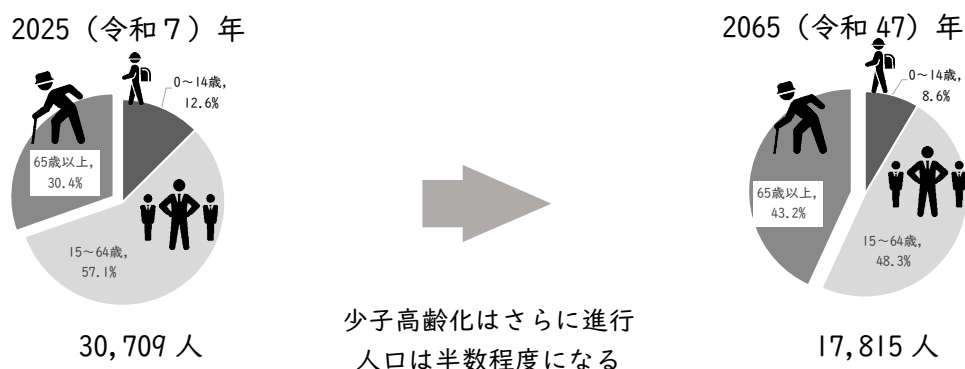 2025（令和７）年
0～14歳,
12.6%
65歳以上,
30.4%
15～64歳,
57.1%
30,709 人
少子高齢化はさらに進行
人口は半数程度になる
2065（令和 47）年
0～14歳,
8.6%
65歳以上,
43.2%
15～64歳,
48.3%
17,815 人